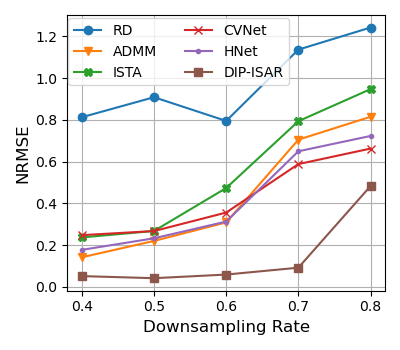 RD
ADMM
ISTA
CVNet
HNet
DIP-ISAR
NRMSE
1.2
1.0
0.8
0.6
0.4
0.2
0.0
0.4 0.5 0.6 0.7 0.8
Downsampling Rate